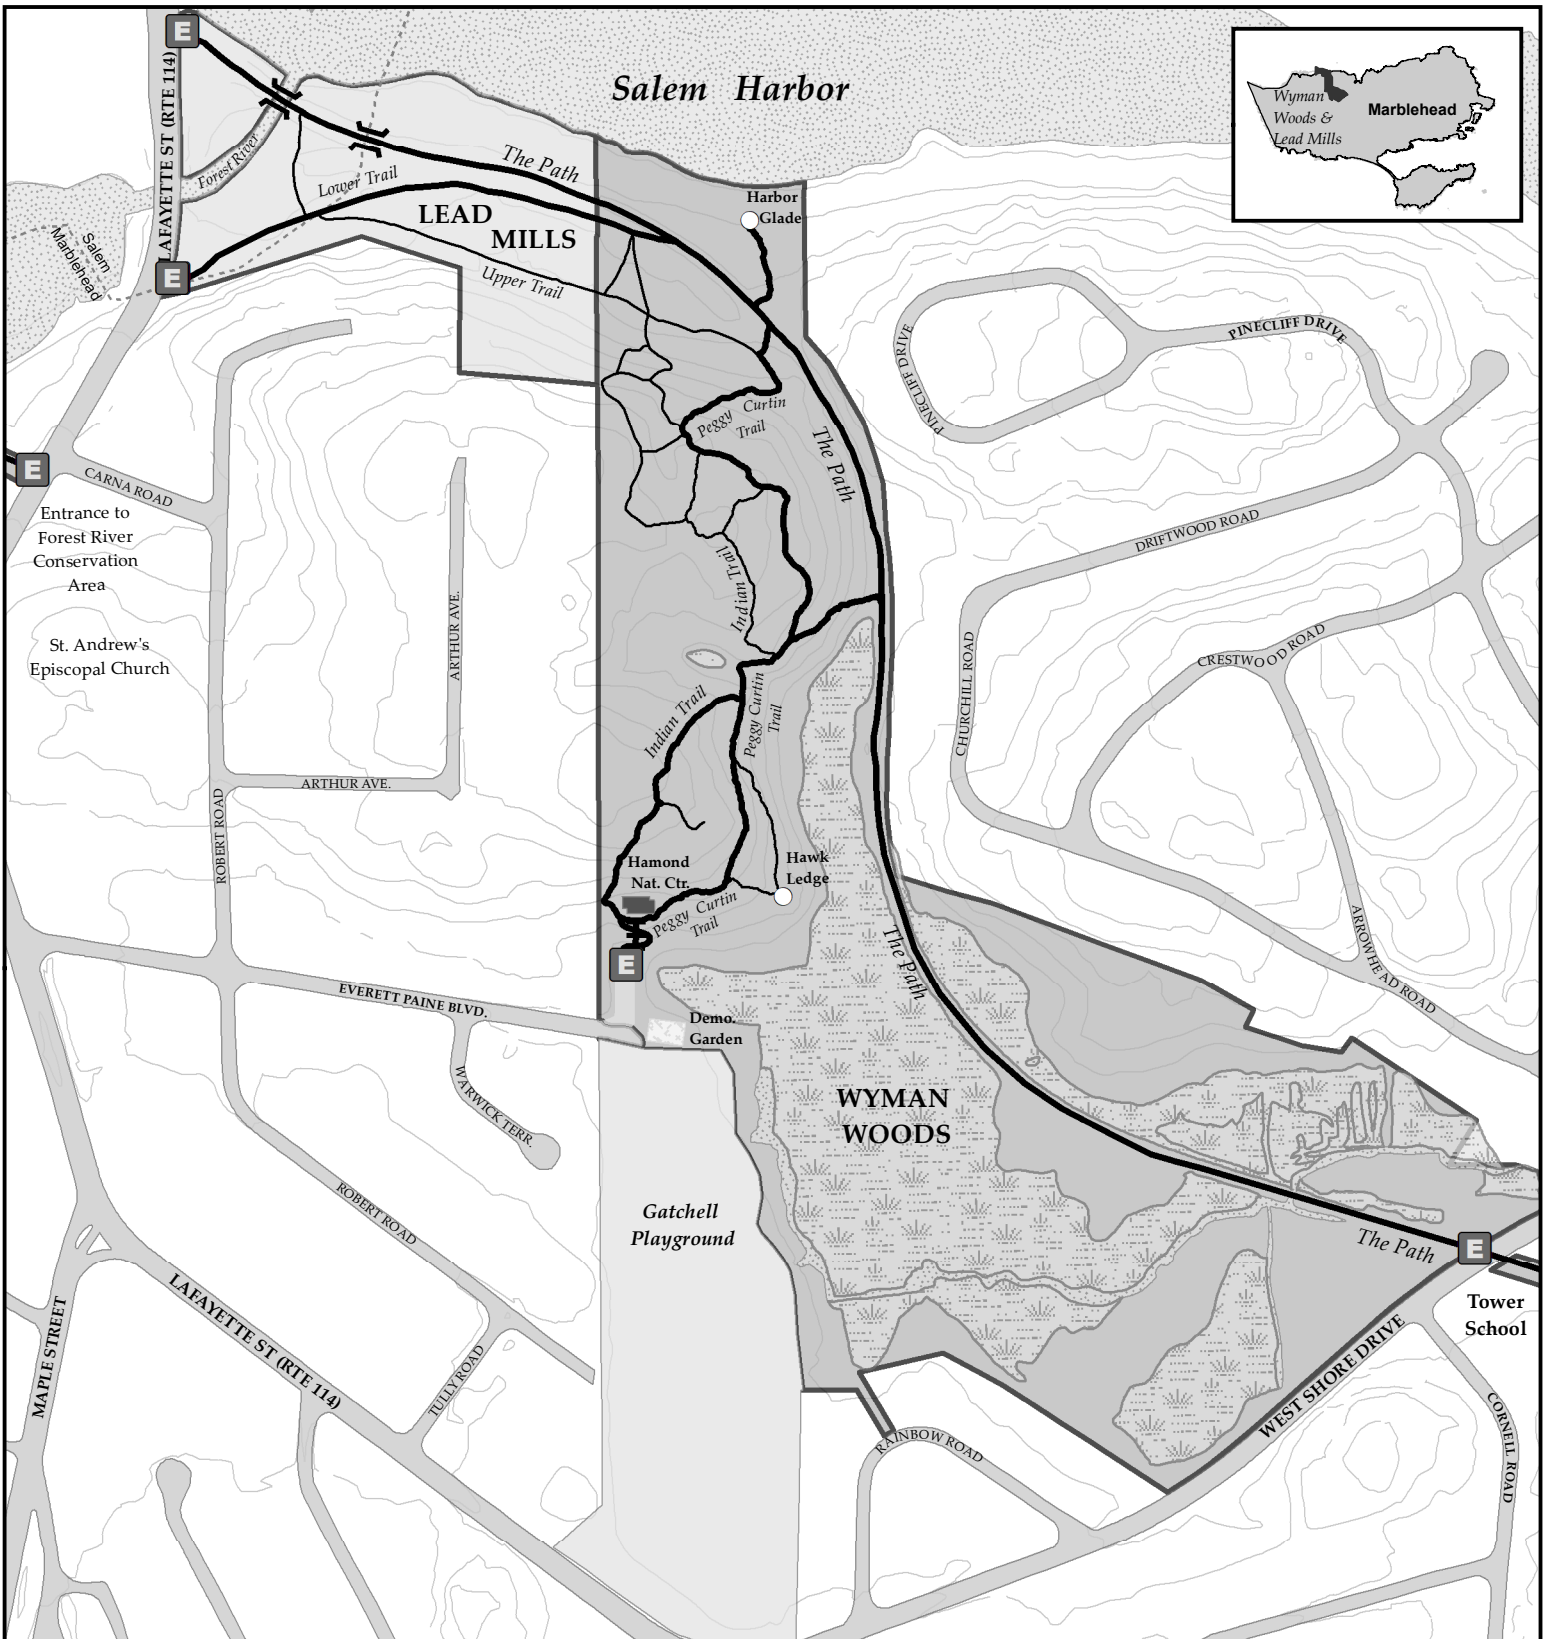 E
Salem Harbor
LAFAYETTE ST (RTE 114)
Forest River
The Path
Lower Trail
LEAD
MILLS
Upper Trail
Harbor
Glade
Wyman
Woods &
Lead Mills
Marblehead
Salem
Marblehead
E
PINECLIFF DRIVE
PINECLIFF DRIVE
Peggy Curtin
Trail
The Path
E
CARNA ROAD
Entrance to
Forest River
Conservation
Area
St. Andrew's
Episcopal Church
DRIFTWOOD ROAD
Indian Trail
ARTHUR AVE.
CRESTWOOD ROAD
CHURCHILL ROAD
Indian Trail
Peggy Curtin
Trail
ARTHUR AVE.
ROBERT ROAD
Hamond
Nat. Ctr.
Hawk
Ledge
Peggy Curtin
Trail
E
The Path
ARROWHEAD ROAD
EVERETT PAINE BLVD.
Demo.
Garden
WARWICK TERR.
WYMAN
WOODS
ROBERT ROAD
Gatchell
Playground
The Path
E
Tower
School
LAFAYETTE ST (RTE 114)
MAPLE STREET
TULLY ROAD
WEST SHORE DRIVE
RAINBOW ROAD
CORNELL ROAD